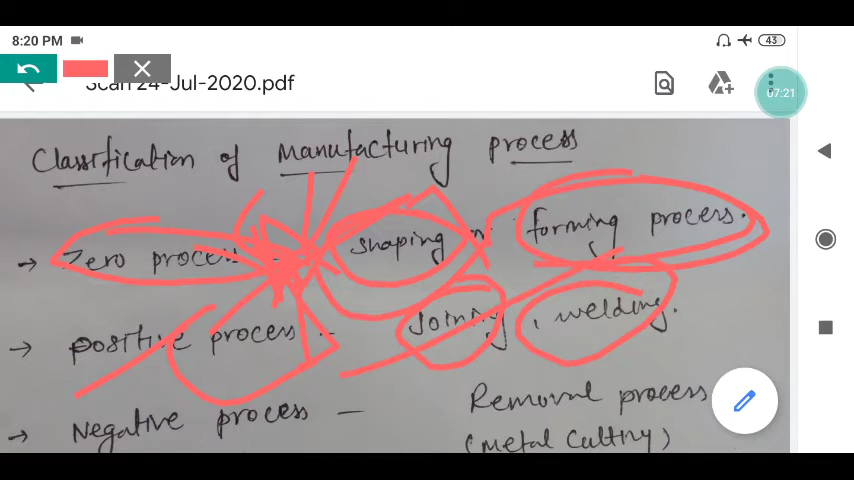 8:20 PM
43
Scan 24-Jul-2020.pdf
07:21
Classification of Manufacturing process
→ Zero process - shaping or forming process.
→ positive process - Joining, welding.
→ Negative process — Removal process
(Metal Cutting)